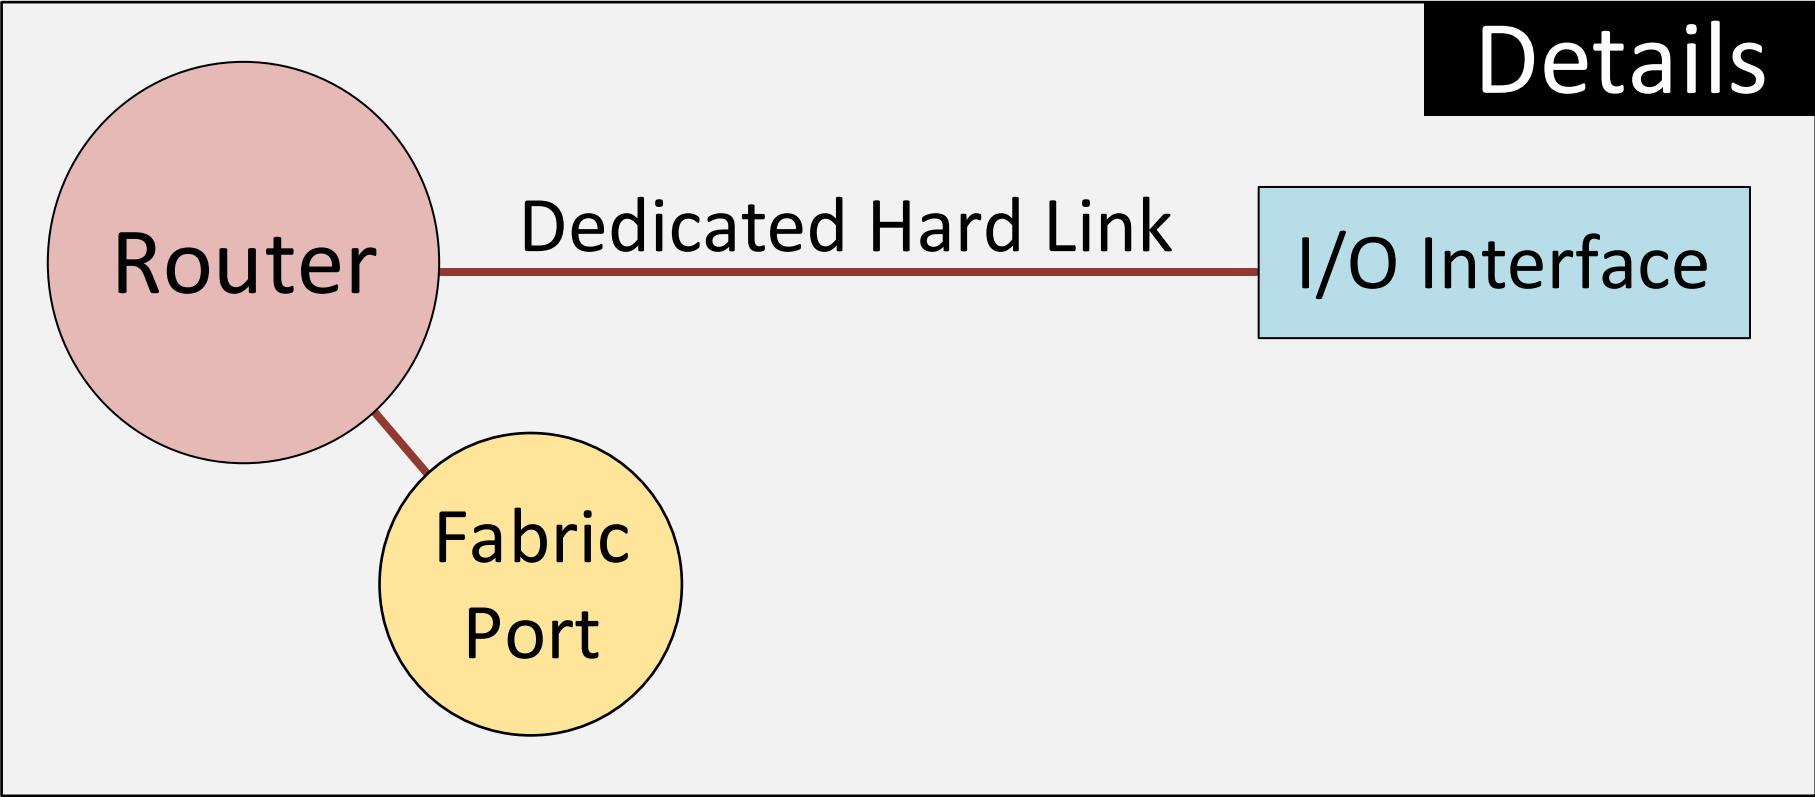 Details
Dedicated Hard Link
Router
I/O Interface
Fabric
Port